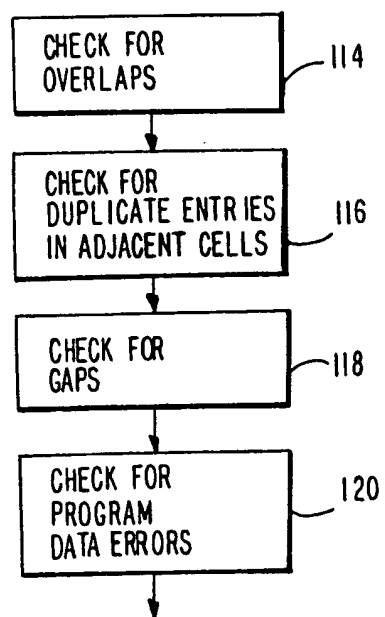 CHECK FOR
OVERLAPS
114
CHECK FOR
DUPLICATE ENTRIES
IN ADJACENT CELLS
116
CHECK FOR
GAPS
118
CHECK FOR
PROGRAM
DATA ERRORS
120